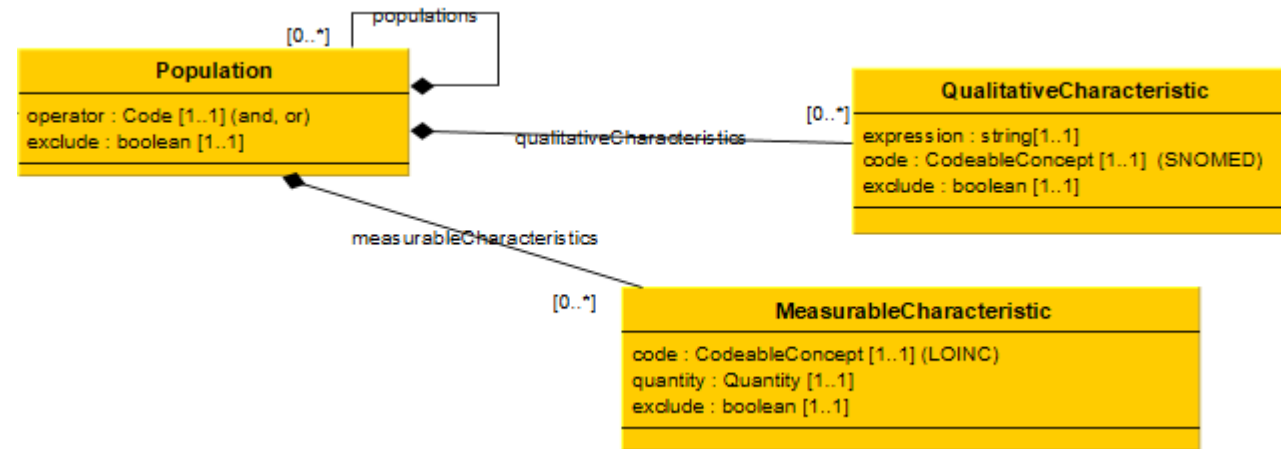 populations
[0..*]
Population
operator : Code [1..1] (and, or)
exclude : boolean [1..1]
qualitativeCharacteristics
[0..*]
QualitativeCharacteristic
expression : string[1..1]
code : CodeableConcept [1..1] (SNOMED)
exclude : boolean [1..1]
measurableCharacteristics
[0..*]
MeasurableCharacteristic
code : CodeableConcept [1..1] (LOINC)
quantity : Quantity [1..1]
exclude : boolean [1..1]